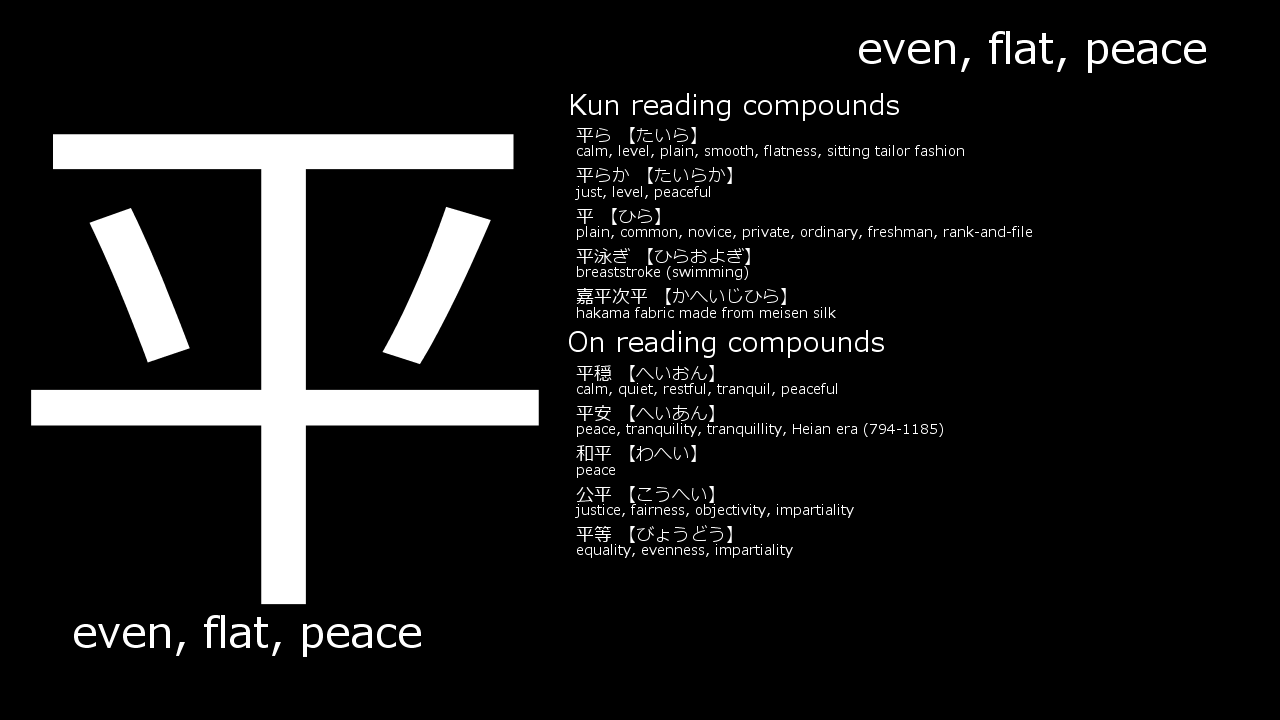 even, flat, peace
平
Kun reading compounds
平ら 【たいら】
calm, level, plain, smooth, flatness, sitting tailor fashion
平らか 【たいらか】
just, level, peaceful
平 【ひら】
plain, common, novice, private, ordinary, freshman, rank-and-file
平泳ぎ 【ひらおよぎ】
breaststroke (swimming)
嘉平次平 【かへいじひら】
hakama fabric made from meisen silk
On reading compounds
平穏 【へいおん】
calm, quiet, restful, tranquil, peaceful
平安 【へいあん】
peace, tranquility, tranquillity, Heian era (794-1185)
和平 【わへい】
peace
公平 【こうへい】
justice, fairness, objectivity, impartiality
平等 【びょうどう】
equality, evenness, impartiality
even, flat, peace